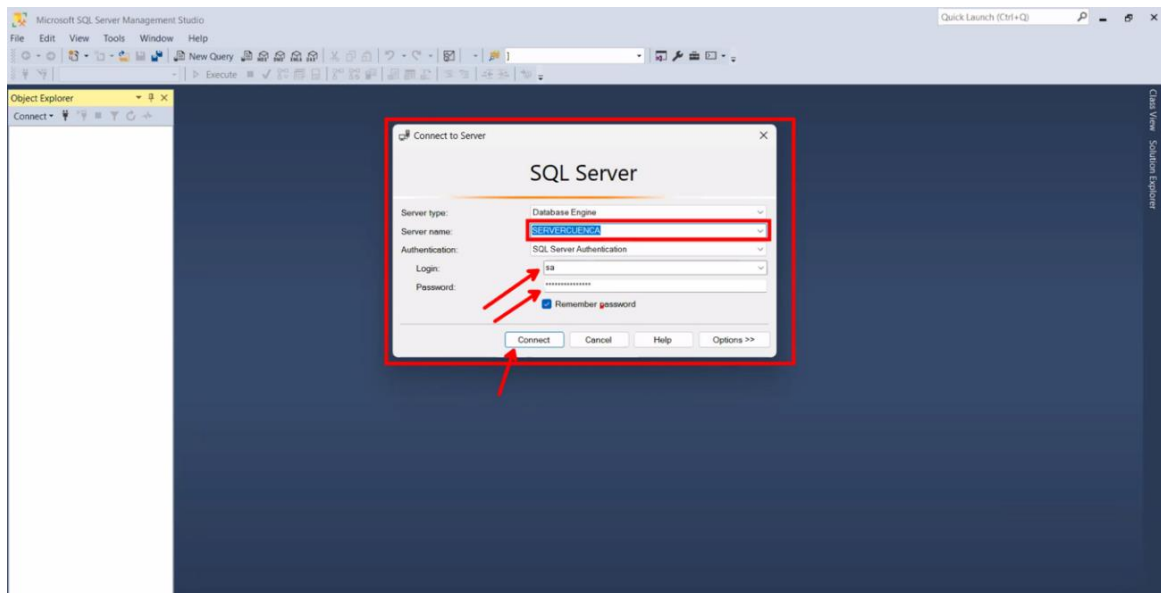 Microsoft SQL Server Management Studio
Quick Launch (Ctrl+Q)
File Edit View Tools Window Help
New Query
Execute
Object Explorer
Connect
Class View
Solution Explorer
Connect to Server
SQL Server
Server type: Database Engine
Server name: SERVERCUENCA
Authentication: SQL Server Authentication
Login: sa
Password: ***************
Remember password
Connect Cancel Help Options >>